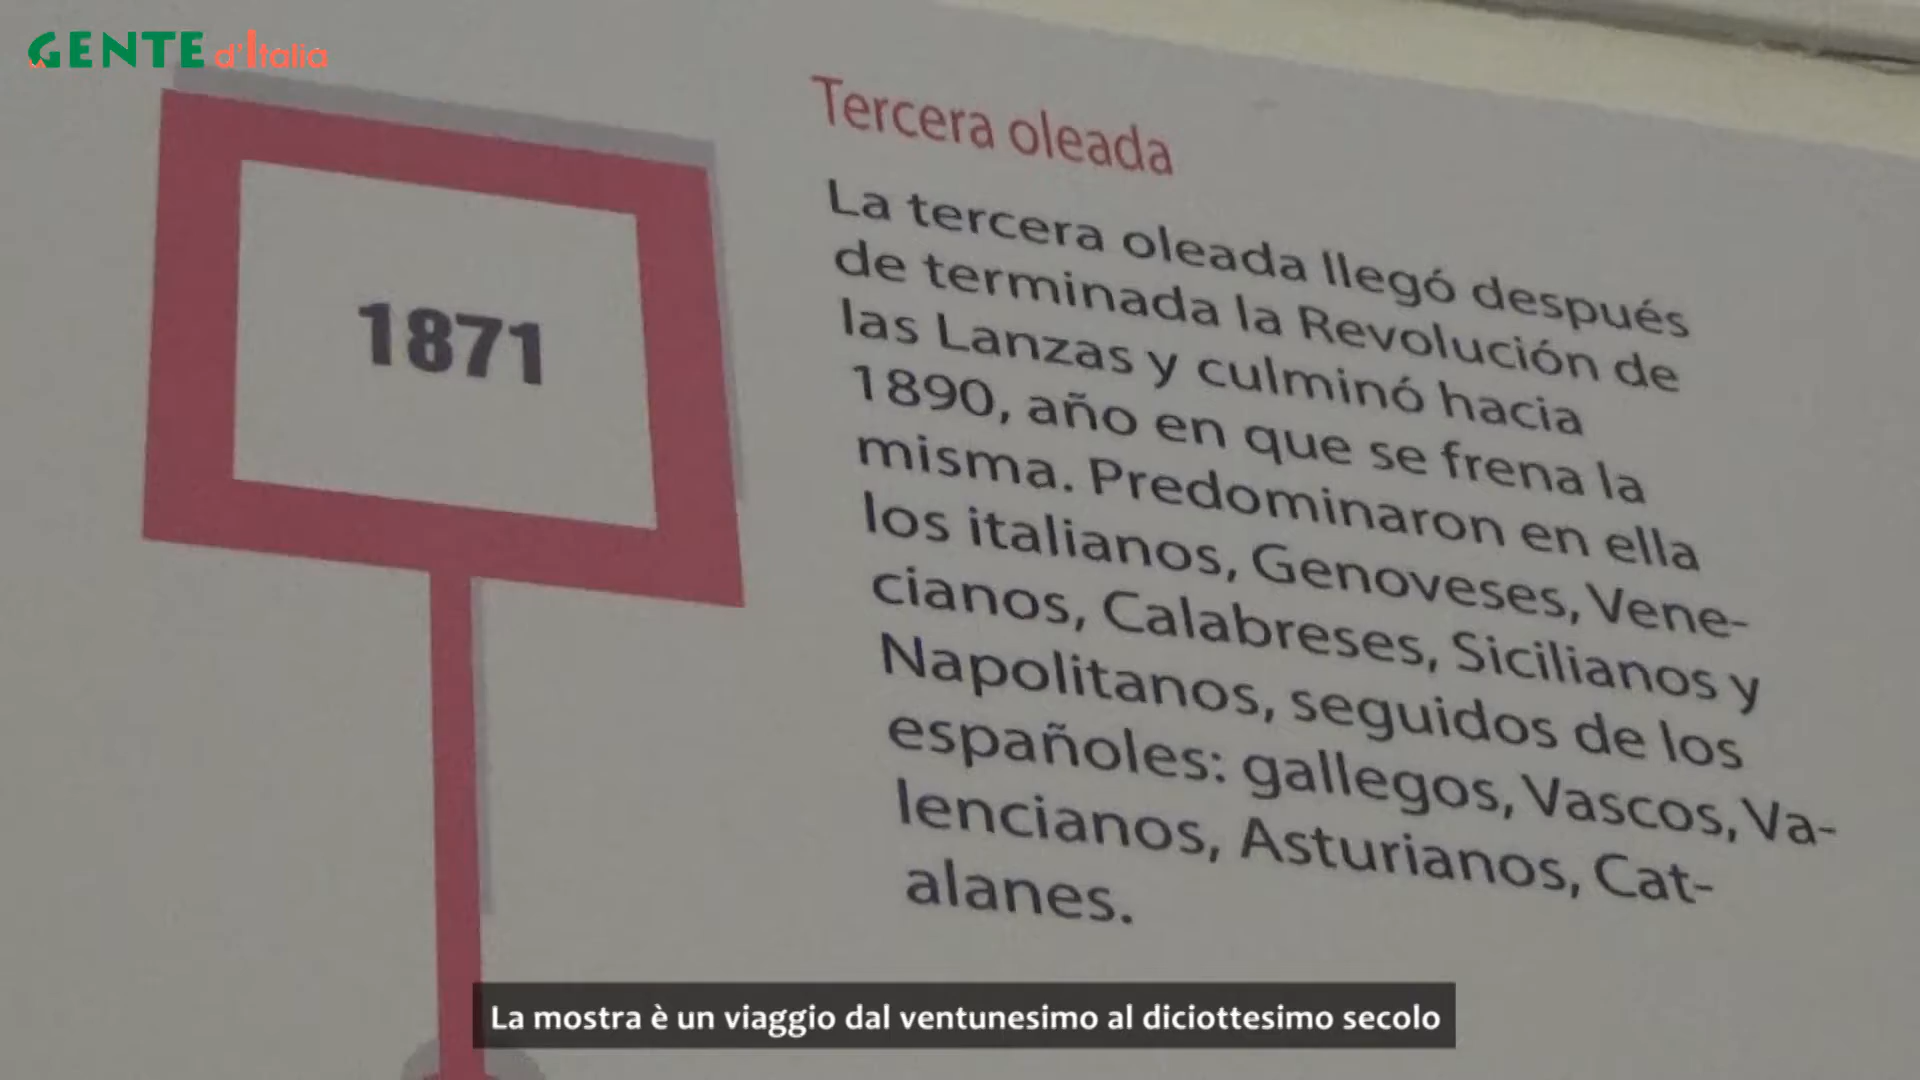 GENTE d'Italia
1871
Tercera oleada
La tercera oleada llegó después
de terminada la Revolución de
las Lanzas y culminó hacia
1890, año en que se frena la
misma. Predominaron en ella
los italianos, Genoveses, Vene-
cianos, Calabreses, Sicilianos y
Napolitanos, seguidos de los
españoles: gallegos, Vascos, Va-
lencianos, Asturianos, Cat-
alanes.
La mostra è un viaggio dal ventunesimo al diciottesimo secolo